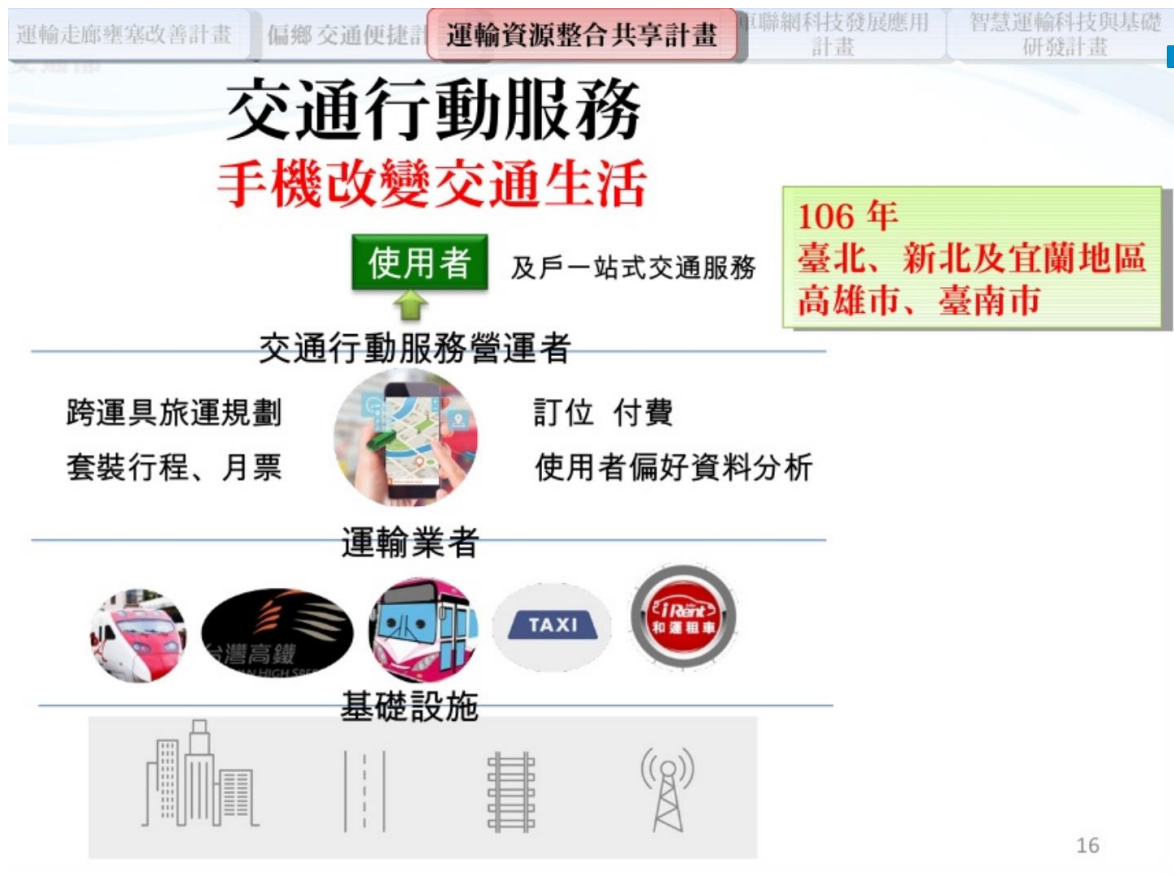 運輸走廊壅塞改善計畫
偏鄉 交通便捷計
運輸資源整合共享計畫
車聯網科技發展應用
計畫
智慧運輸科技與基礎
研發計畫
交通部
交通行動服務
手機改變交通生活
106 年
臺北、新北及宜蘭地區
高雄市、臺南市
使用者
及戶一站式交通服務
交通行動服務營運者
跨運具旅運規劃
訂位 付費
套裝行程、月票
使用者偏好資料分析
運輸業者
台灣高鐵
TAXI
iRent
和運租車
基礎設施
16